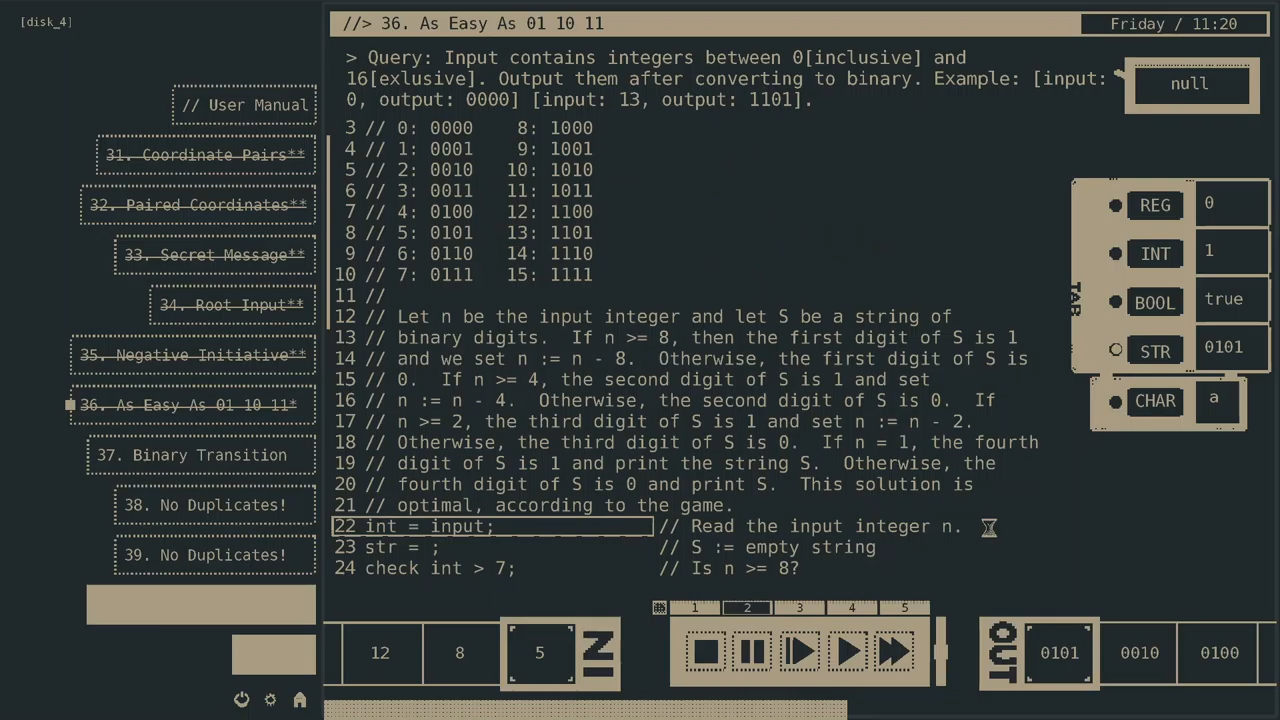 [disk_4]
// User Manual
31. Coordinate Pairs**
32. Paired Coordinates**
33. Secret Message**
34. Root Input**
35. Negative Initiative**
36. As Easy As 01 10 11*
37. Binary Transition
38. No Duplicates!
39. No Duplicates!
//> 36. As Easy As 01 10 11
Friday / 11:20
> Query: Input contains integers between 0[inclusive] and
16[exlusive]. Output them after converting to binary. Example: [input:
0, output: 0000] [input: 13, output: 1101].
null
3 // 0: 0000 8: 1000
4 // 1: 0001 9: 1001
5 // 2: 0010 10: 1010
6 // 3: 0011 11: 1011
7 // 4: 0100 12: 1100
8 // 5: 0101 13: 1101
9 // 6: 0110 14: 1110
10 // 7: 0111 15: 1111
11 //
12 // Let n be the input integer and let S be a string of
13 // binary digits. If n >= 8, then the first digit of S is 1
14 // and we set n := n - 8. Otherwise, the first digit of S is
15 // 0. If n >= 4, the second digit of S is 1 and set
16 // n := n - 4. Otherwise, the second digit of S is 0. If
17 // n >= 2, the third digit of S is 1 and set n := n - 2.
18 // Otherwise, the third digit of S is 0. If n = 1, the fourth
19 // digit of S is 1 and print the string S. Otherwise, the
20 // fourth digit of S is 0 and print S. This solution is
21 // optimal, according to the game.
22 int = input; // Read the input integer n.
23 str = ; // S := empty string
24 check int > 7; // Is n >= 8?
TAB
REG 0
INT 1
BOOL true
STR 0101
CHAR a
1 2 3 4 5
12 8 5 IN
OUT 0101 0010 0100